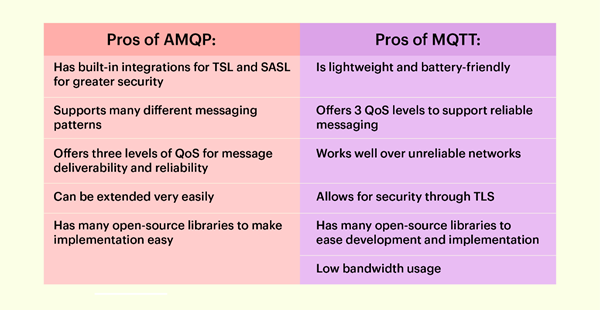 Pros of AMQP:
Has built-in integrations for TSL and SASL
for greater security
Supports many different messaging
patterns
Offers three levels of QoS for message
deliverability and reliability
Can be extended very easily
Has many open-source libraries to make
implementation easy
Pros of MQTT:
Is lightweight and battery-friendly
Offers 3 QoS levels to support reliable
messaging
Works well over unreliable networks
Allows for security through TLS
Has many open-source libraries to
ease development and implementation
Low bandwidth usage